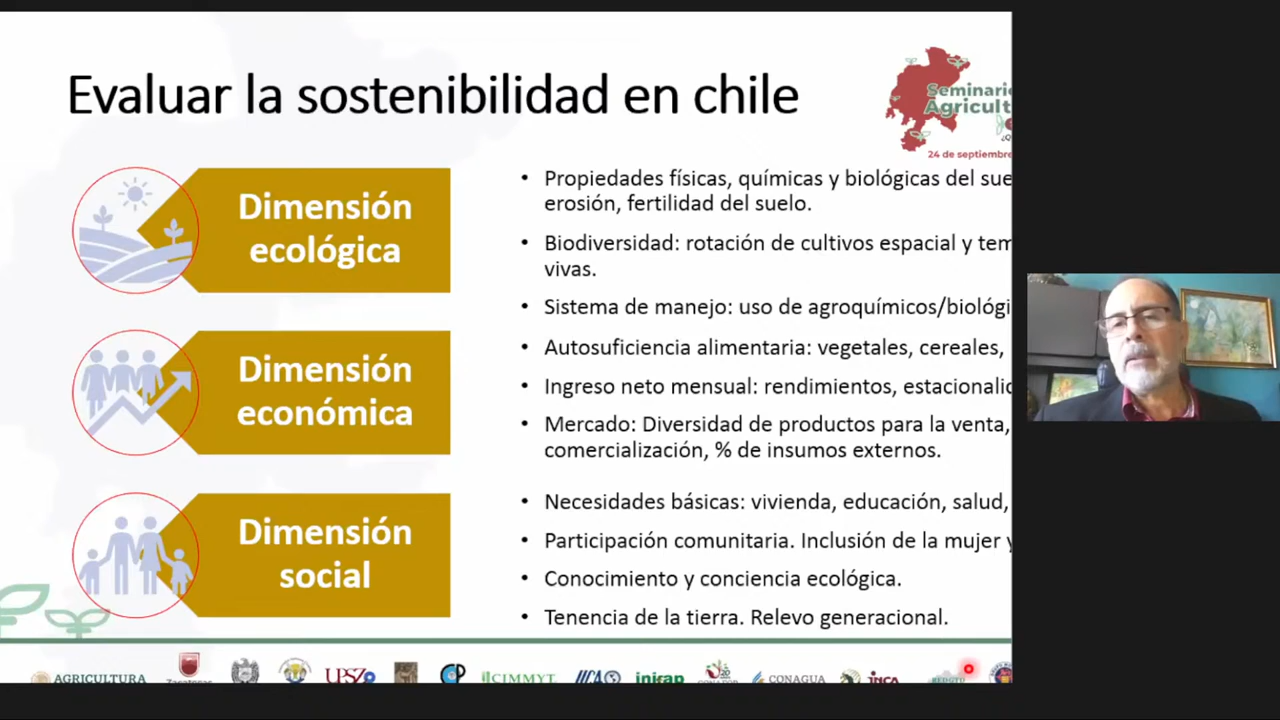 Evaluar la sostenibilidad en chile
Seminario
Agricult
24 de septiembre
Dimensión
ecológica
Propiedades físicas, químicas y biológicas del sue
erosión, fertilidad del suelo.
Biodiversidad: rotación de cultivos espacial y tem
vivas.
Sistema de manejo: uso de agroquímicos/biológi
Dimensión
económica
Autosuficiencia alimentaria: vegetales, cereales,
Ingreso neto mensual: rendimientos, estacionalid
Mercado: Diversidad de productos para la venta,
comercialización, % de insumos externos.
Dimensión
social
Necesidades básicas: vivienda, educación, salud,
Participación comunitaria. Inclusión de la mujer y
Conocimiento y conciencia ecológica.
Tenencia de la tierra. Relevo generacional.
AGRICULTURA
Zacatecas
UPSZ
CIMMYT
inifap
CONAGUA